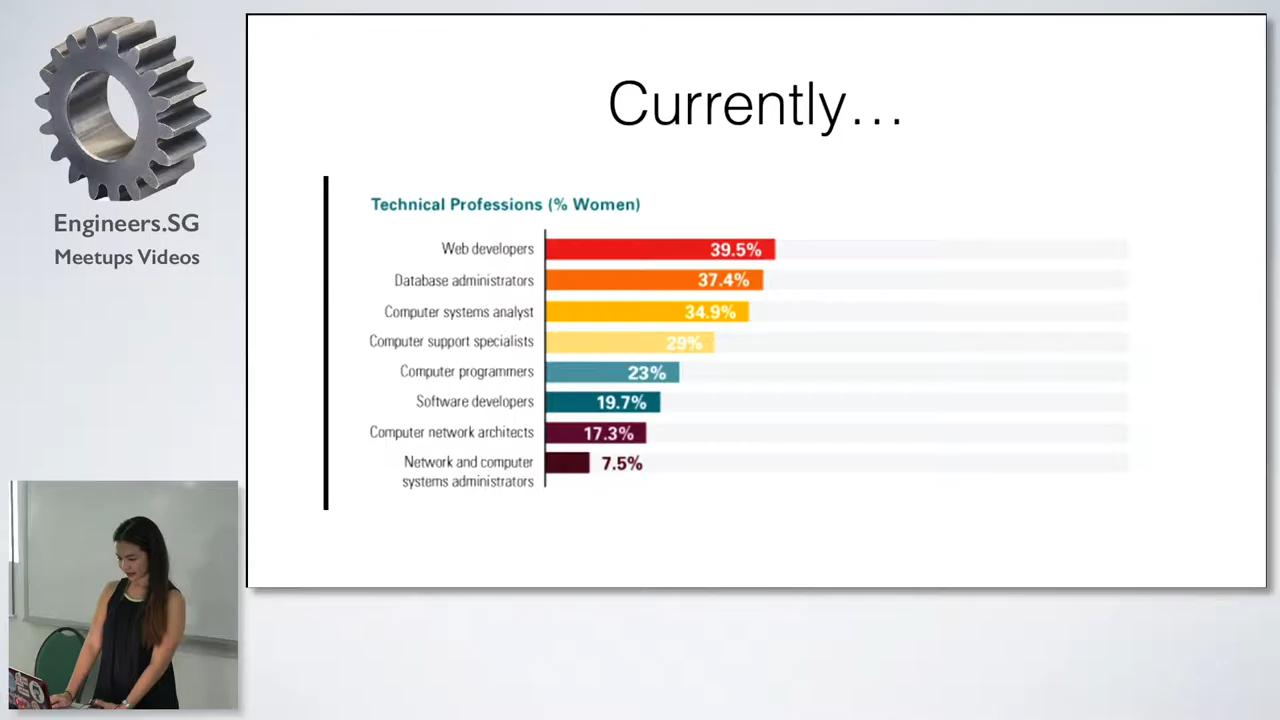 Engineers.SG
Meetups Videos
Currently…
Technical Professions (% Women)
Web developers 39.5%
Database administrators 37.4%
Computer systems analyst 34.9%
Computer support specialists 29%
Computer programmers 23%
Software developers 19.7%
Computer network architects 17.3%
Network and computer 7.5%
systems administrators